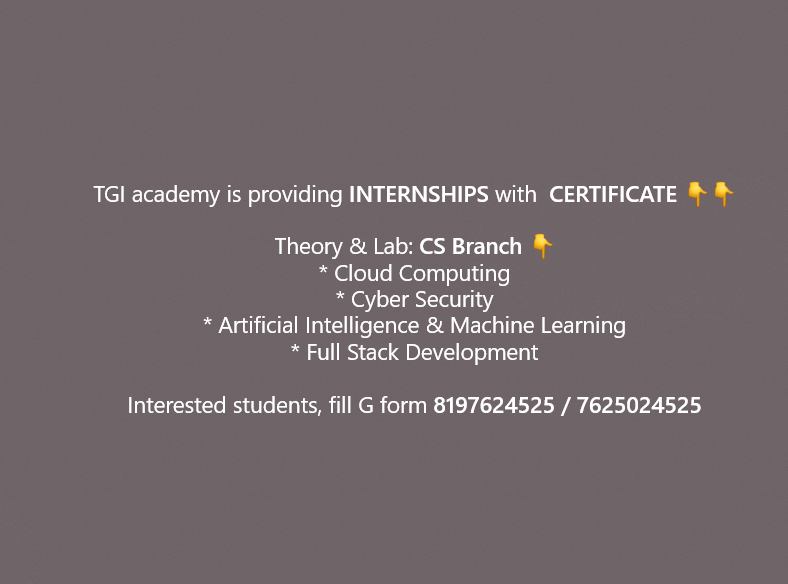 TGI academy is providing INTERNSHIPS with  CERTIFICATE 👇👇
Theory & Lab: CS Branch 👇
* Cloud Computing
* Cyber Security
* Artificial Intelligence & Machine Learning
* Full Stack Development
Interested students, fill G form 8197624525 / 7625024525